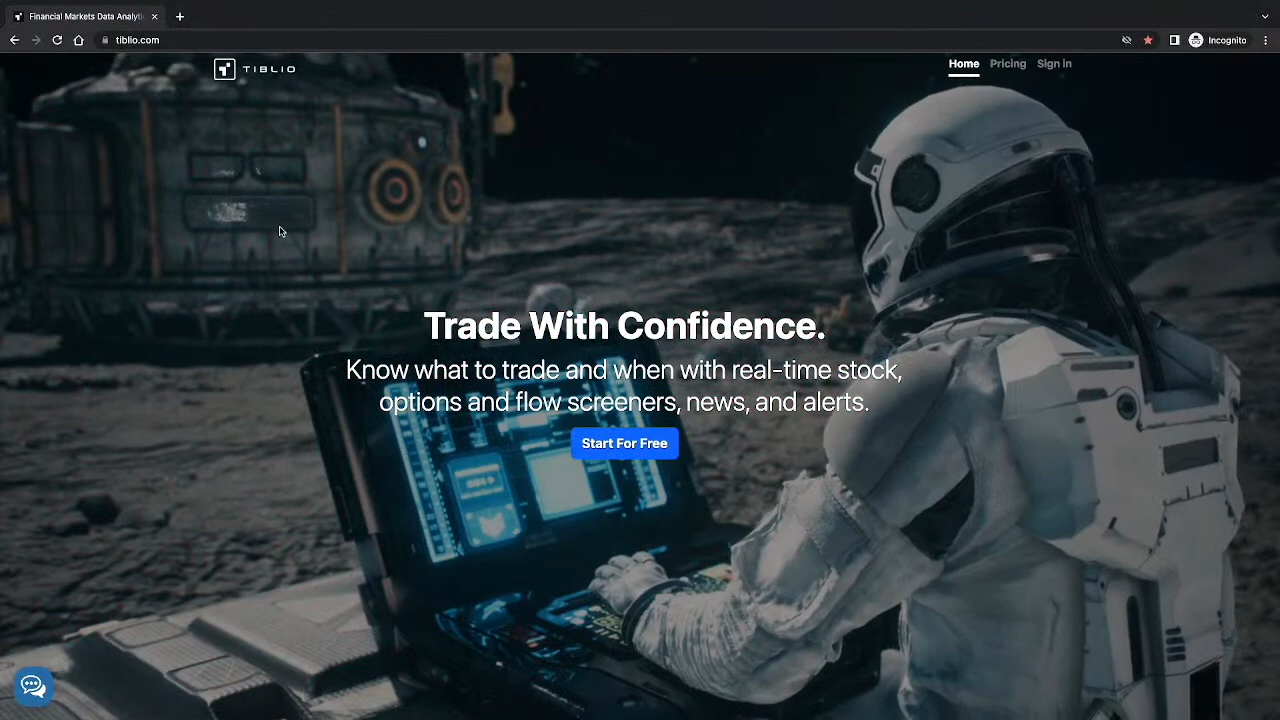 Financial Markets Data Analyti
tiblio.com
Incognito
TIBLIO
Home
Pricing
Sign In
Trade With Confidence.
Know what to trade and when with real-time stock,
options and flow screeners, news, and alerts.
Start For Free